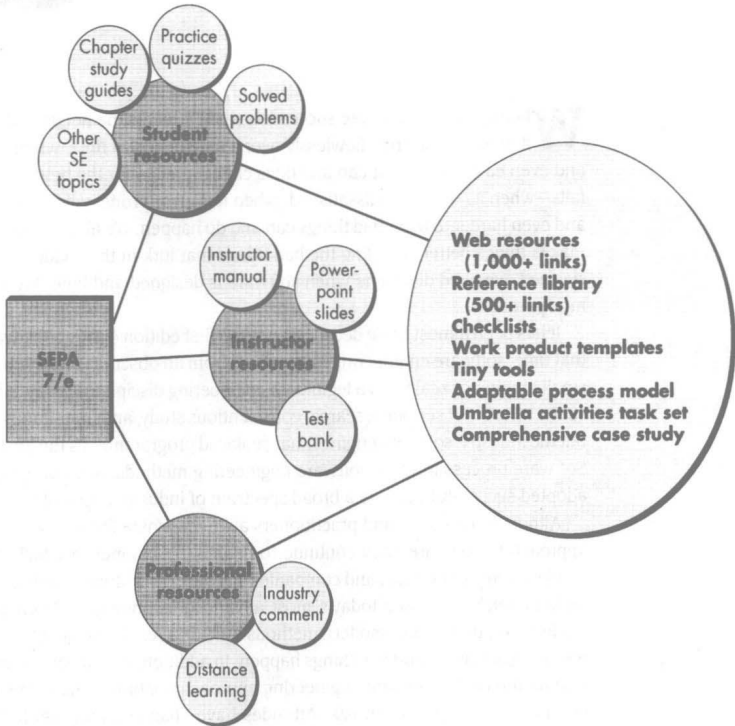 Practice
quizzes
Chapter
study
guides
Solved
problems
Other
SE
topics
Student
resources
Instructor
manual
Power-
point
slides
Instructor
resources
Test
bank
SEPA
7/e
Professional
resources
Industry
comment
Distance
learning
Web resources
(1,000+ links)
Reference library
(500+ links)
Checklists
Work product templates
Tiny tools
Adaptable process model
Umbrella activities task set
Comprehensive case study